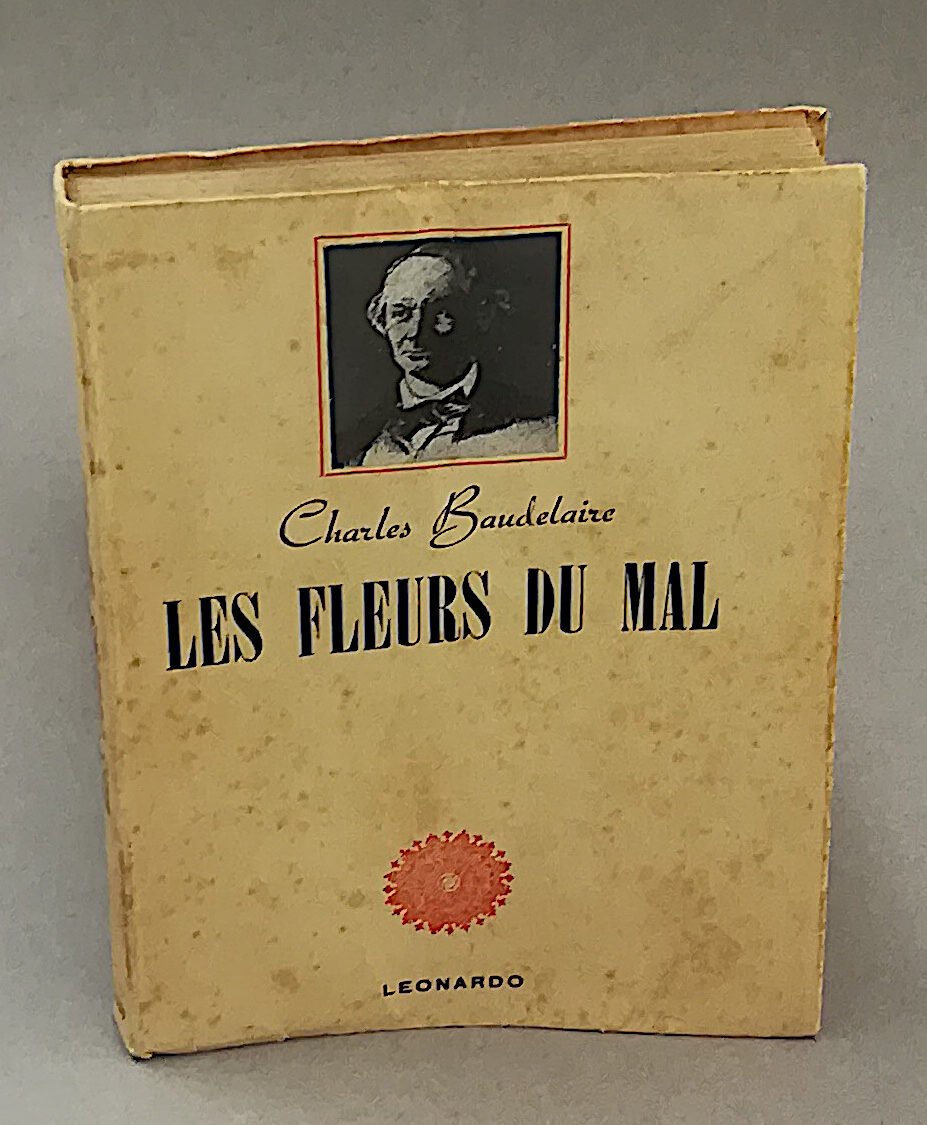 Charles Baudelaire
LES FLEURS DU MAL
LEONARDO